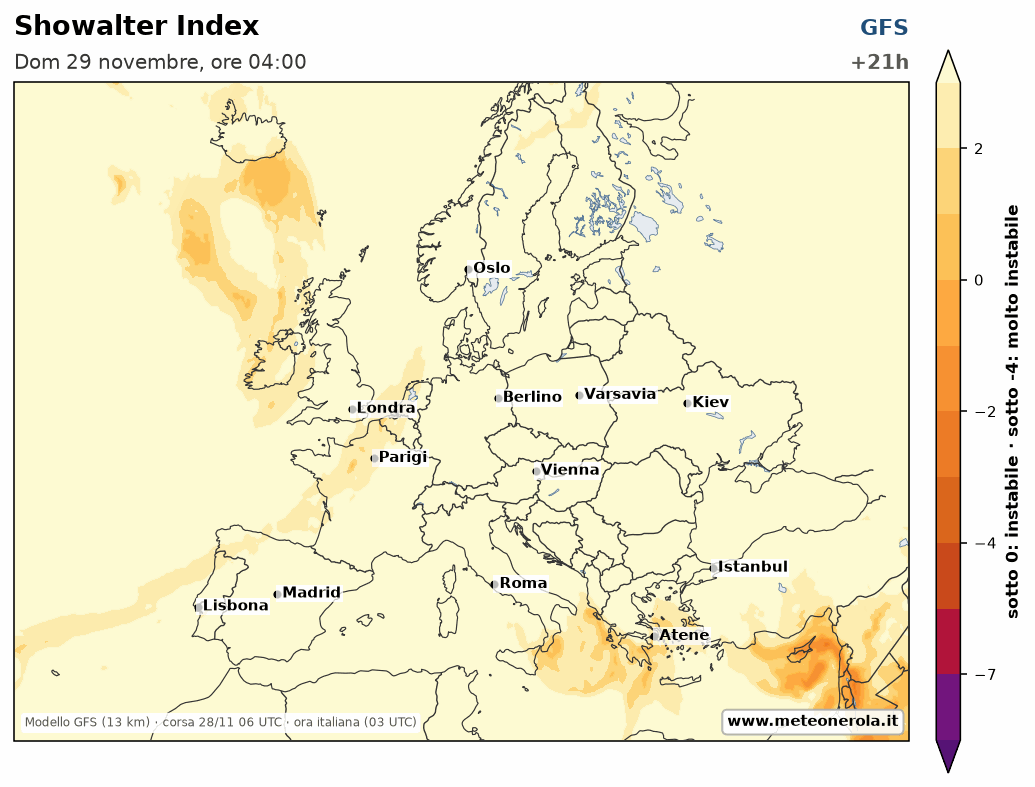 Showalter Index
GFS
Dom 29 novembre, ore 04:00
+21h
Oslo
Londra
Berlino
Varsavia
Kiev
Parigi
Vienna
Istanbul
Roma
Madrid
Lisbona
Atene
Modello GFS (13 km) · corsa 28/11 06 UTC · ora italiana (03 UTC)
www.meteonerola.it
2
0
−2
−4
−7
sotto 0: instabile · sotto -4: molto instabile